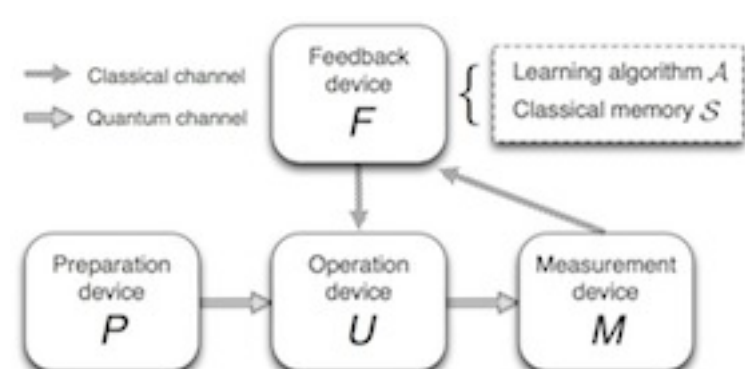 Classical channel
Quantum channel
Feedback
device
F
Learning algorithm 𝒜
Classical memory 𝒮
Preparation
device
P
Operation
device
U
Measurement
device
M